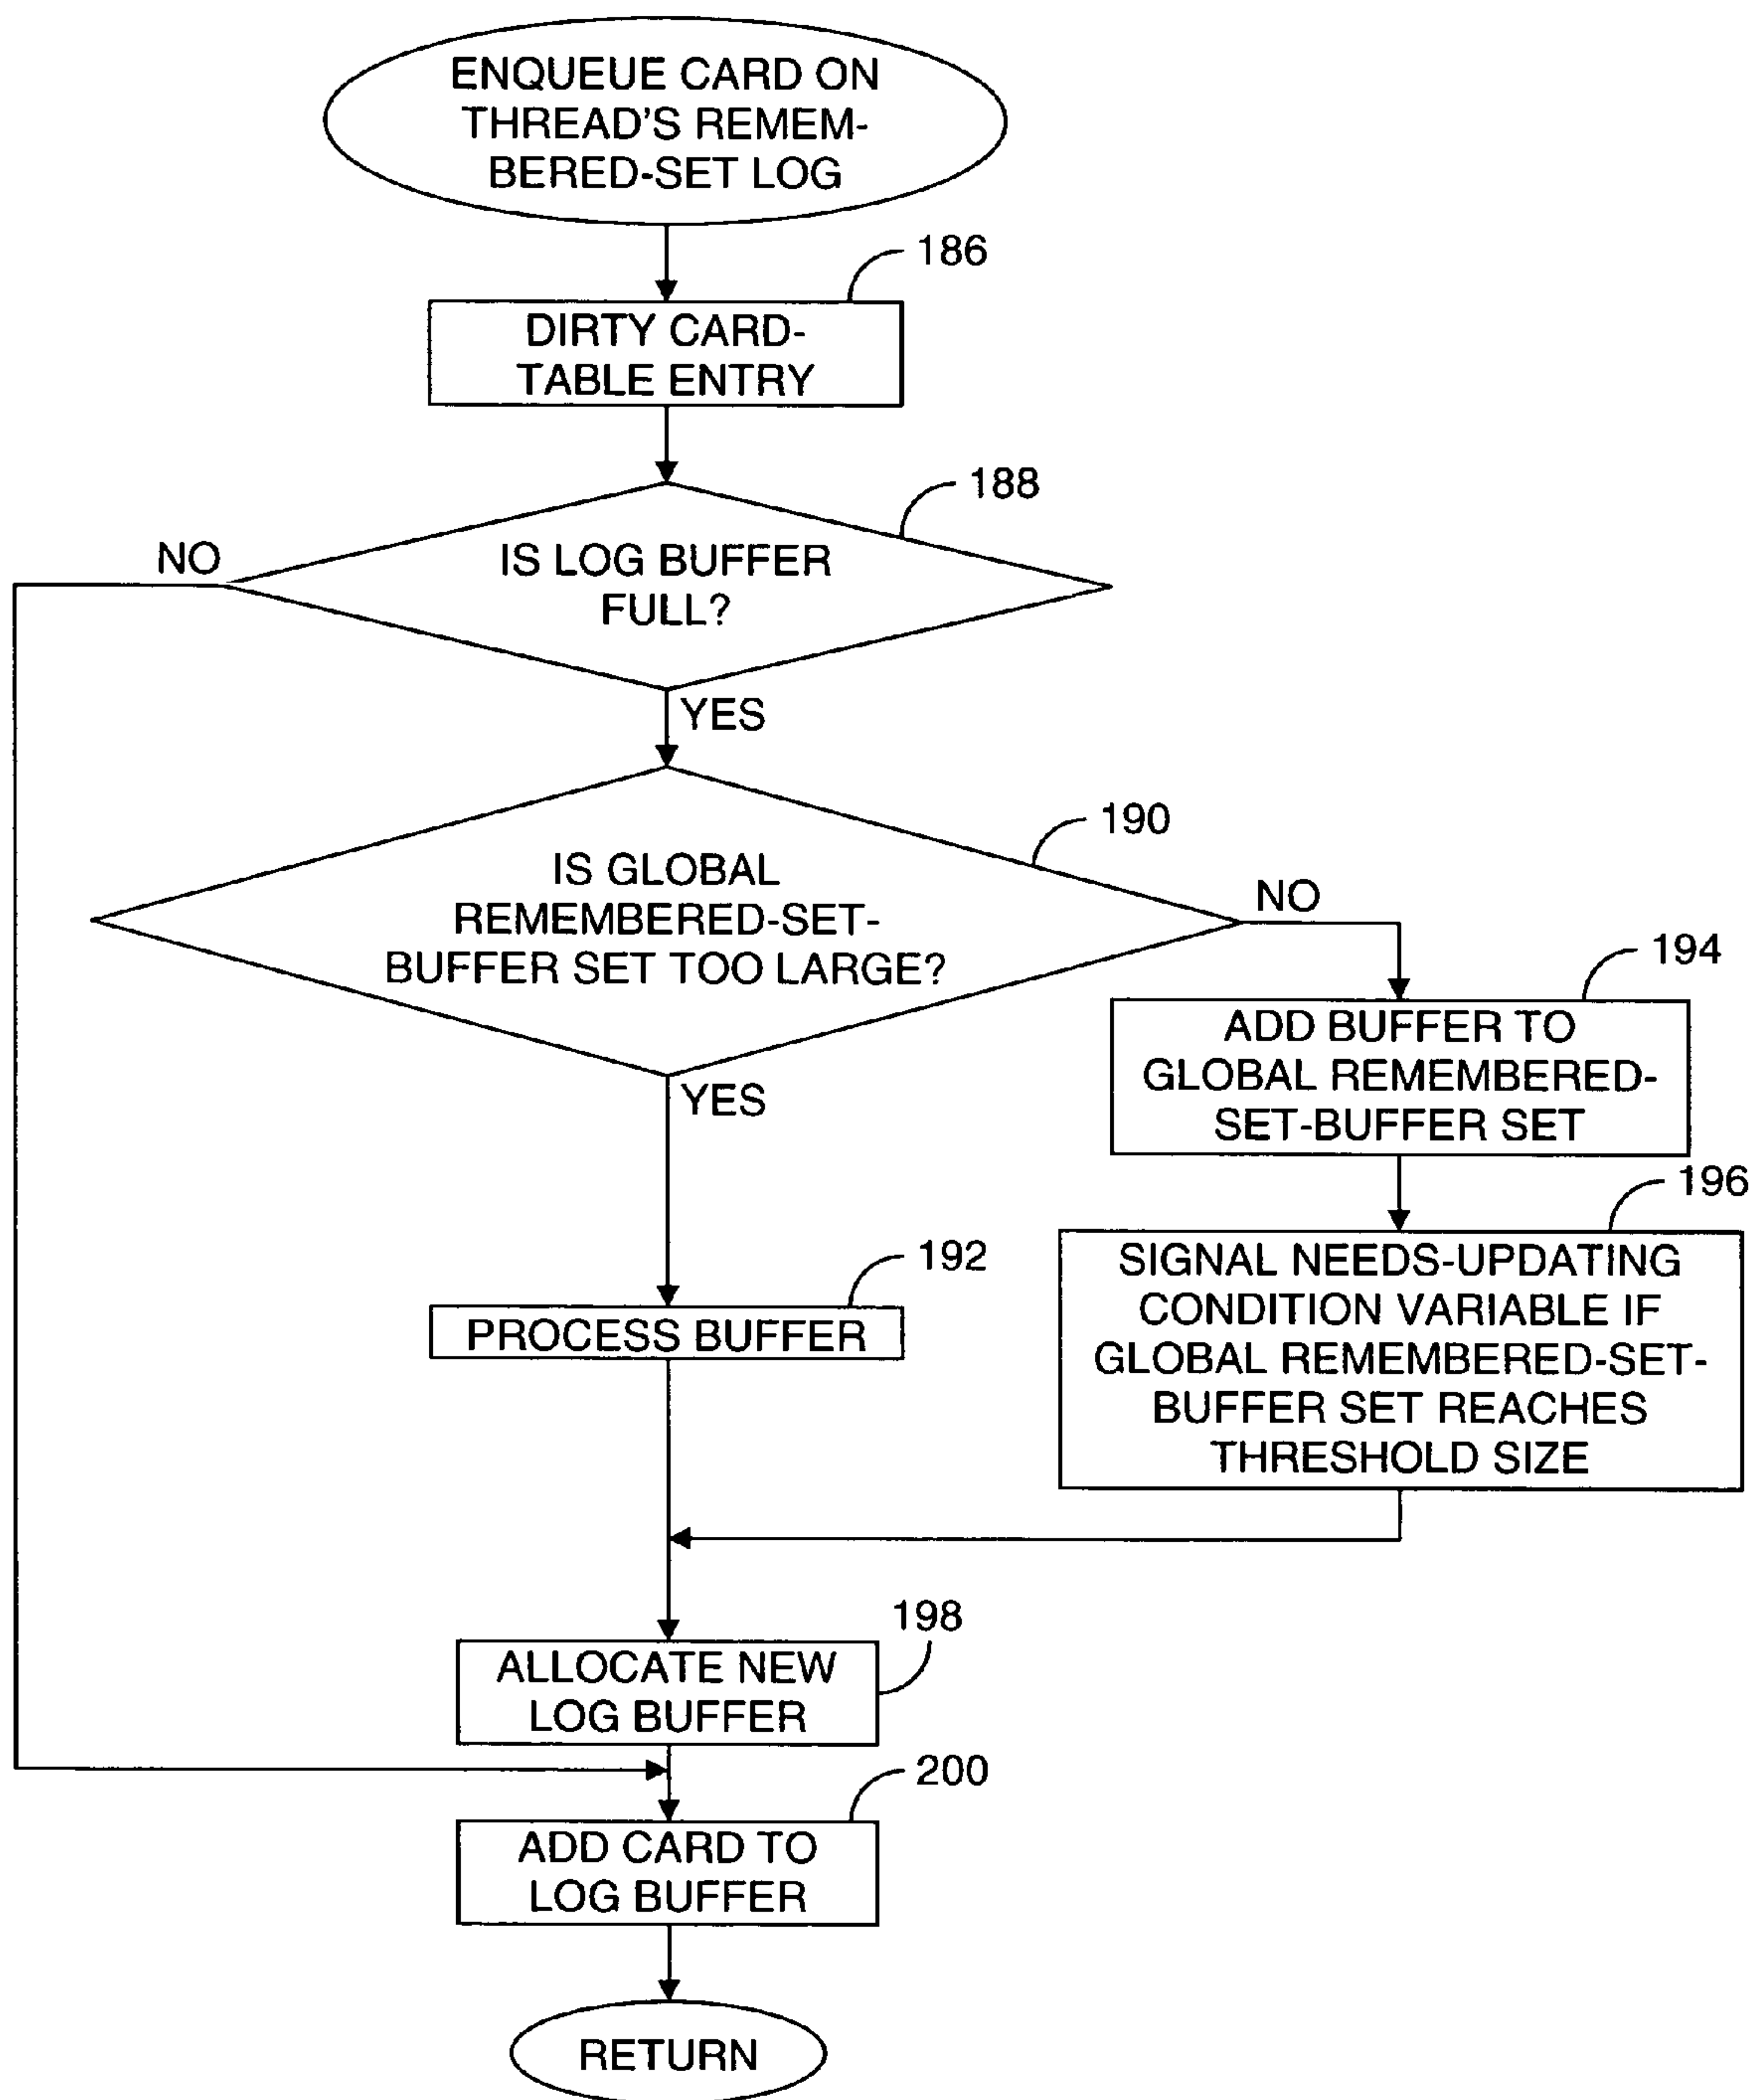 ENQUEUE CARD ON
THREAD'S REMEM-
BERED-SET LOG
186
DIRTY CARD-
TABLE ENTRY
188
NO
IS LOG BUFFER
FULL?
YES
190
IS GLOBAL
REMEMBERED-SET-
BUFFER SET TOO LARGE?
NO
194
ADD BUFFER TO
GLOBAL REMEMBERED-
SET-BUFFER SET
YES
196
SIGNAL NEEDS-UPDATING
CONDITION VARIABLE IF
GLOBAL REMEMBERED-SET-
BUFFER SET REACHES
THRESHOLD SIZE
192
PROCESS BUFFER
198
ALLOCATE NEW
LOG BUFFER
200
ADD CARD TO
LOG BUFFER
RETURN